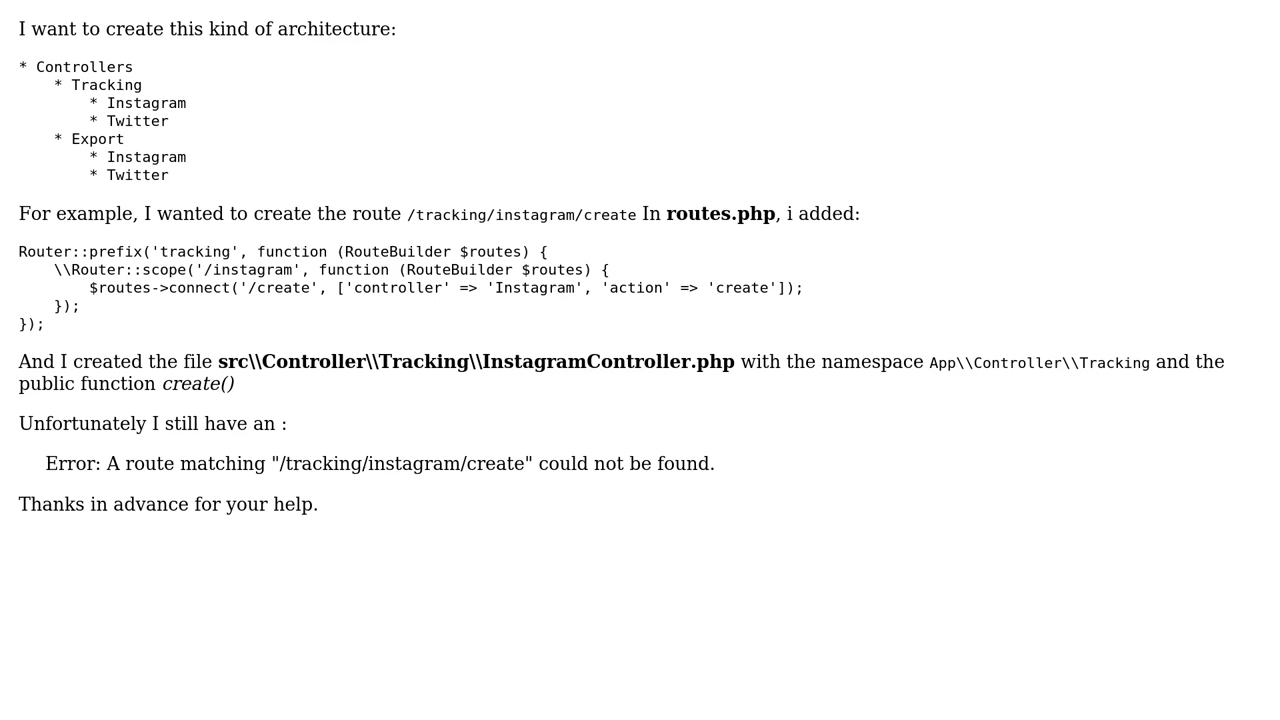 I want to create this kind of architecture:
* Controllers
    * Tracking
        * Instagram
        * Twitter
    * Export
        * Instagram
        * Twitter
For example, I wanted to create the route /tracking/instagram/create In routes.php, i added:
Router::prefix('tracking', function (RouteBuilder $routes) {
    \\Router::scope('/instagram', function (RouteBuilder $routes) {
        $routes->connect('/create', ['controller' => 'Instagram', 'action' => 'create']);
    });
});
And I created the file src\\Controller\\Tracking\\InstagramController.php with the namespace App\\Controller\\Tracking and the
public function create()
Unfortunately I still have an :
Error: A route matching "/tracking/instagram/create" could not be found.
Thanks in advance for your help.